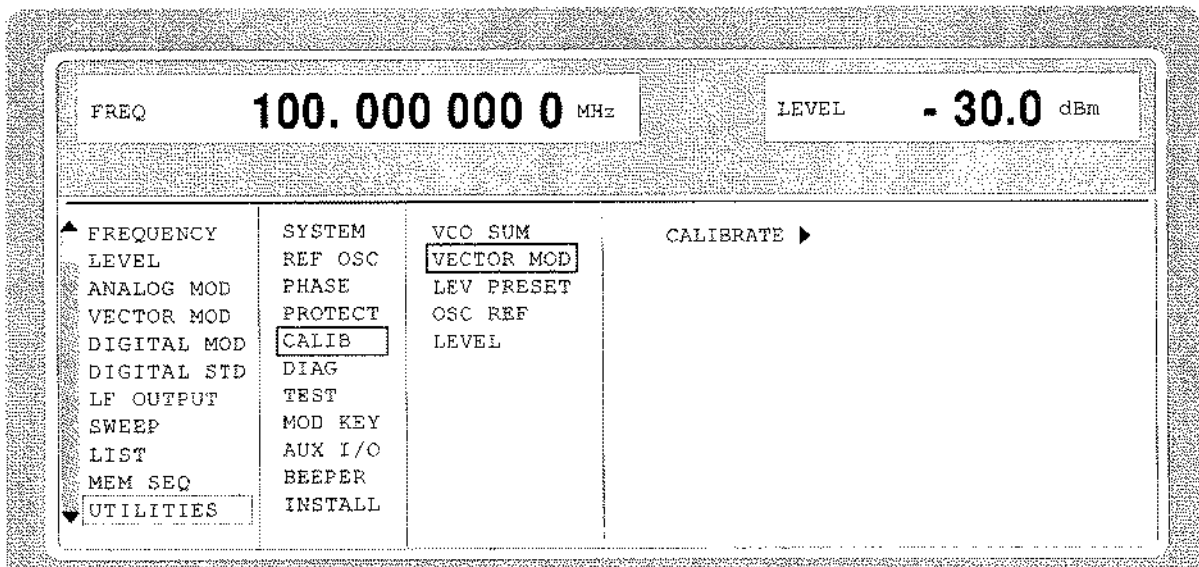 FREQ 100. 000 000 0 MHz LEVEL - 30.0 dBm
FREQUENCY SYSTEM VCO SUM CALIBRATE ▶
LEVEL REF OSC VECTOR MOD
ANALOG MOD PHASE LEV PRESET
VECTOR MOD PROTECT OSC REF
DIGITAL MOD CALIB LEVEL
DIGITAL STD DIAG
LF OUTPUT TEST
SWEEP MOD KEY
LIST AUX I/O
MEM SEQ BEEPER
UTILITIES INSTALL